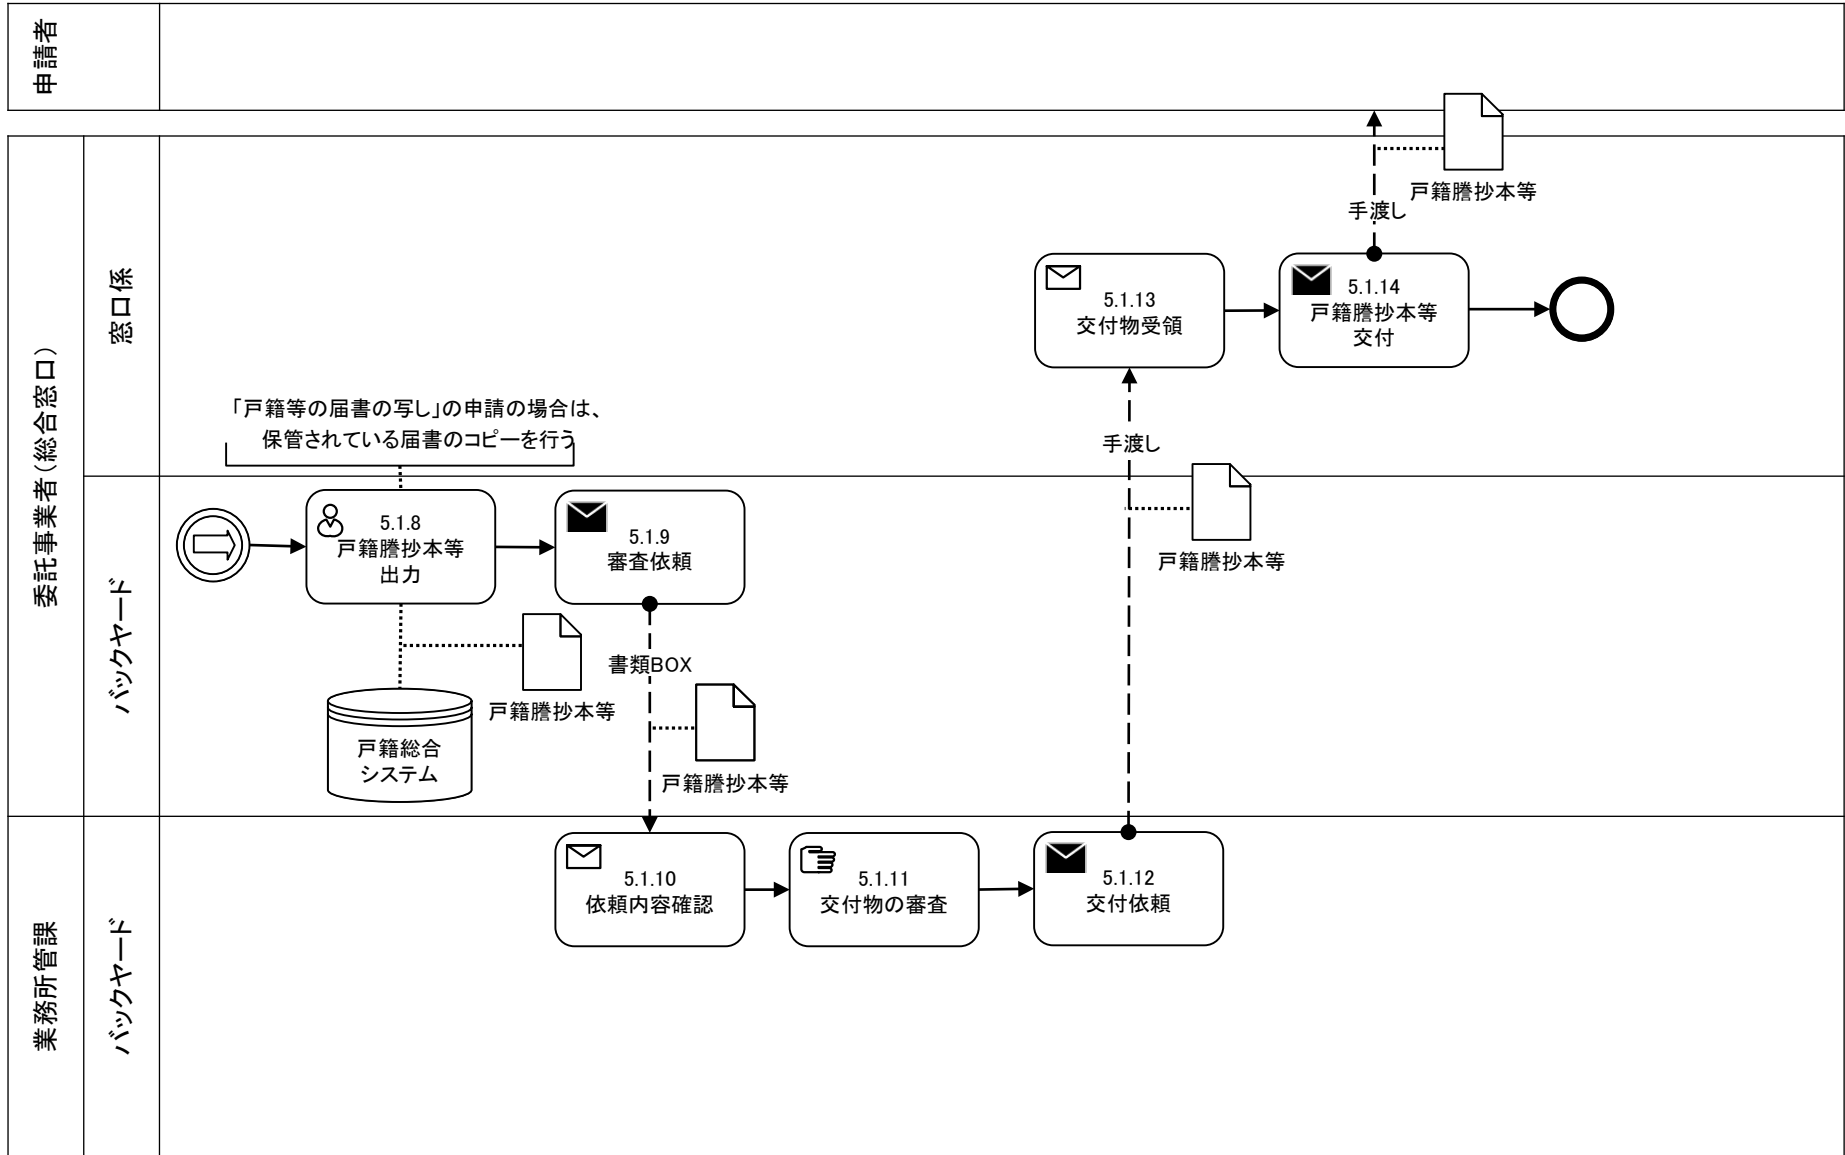 申請者
委託事業者（総合窓口）
窓口係
バックヤード
業務所管課
バックヤード
戸籍謄抄本等
手渡し
5.1.13
交付物受領
5.1.14
戸籍謄抄本等
交付
「戸籍等の届書の写し」の申請の場合は、
保管されている届書のコピーを行う
手渡し
戸籍謄抄本等
5.1.8
戸籍謄抄本等
出力
5.1.9
審査依頼
書類BOX
戸籍謄抄本等
戸籍総合
システム
戸籍謄抄本等
5.1.10
依頼内容確認
5.1.11
交付物の審査
5.1.12
交付依頼